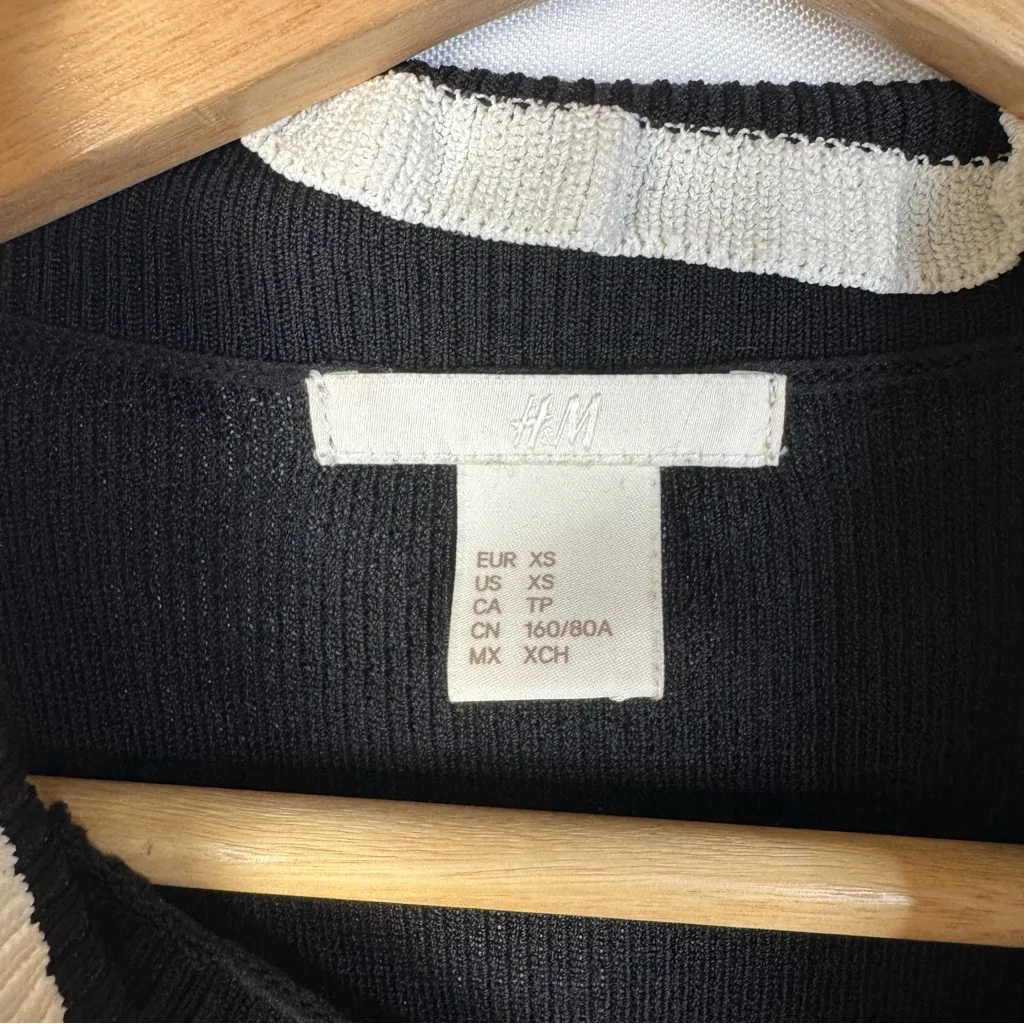 H&M
EUR XS
US XS
CA TP
CN 160/80A
MX XCH